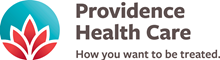 Providence
Health Care
How you want to be treated.